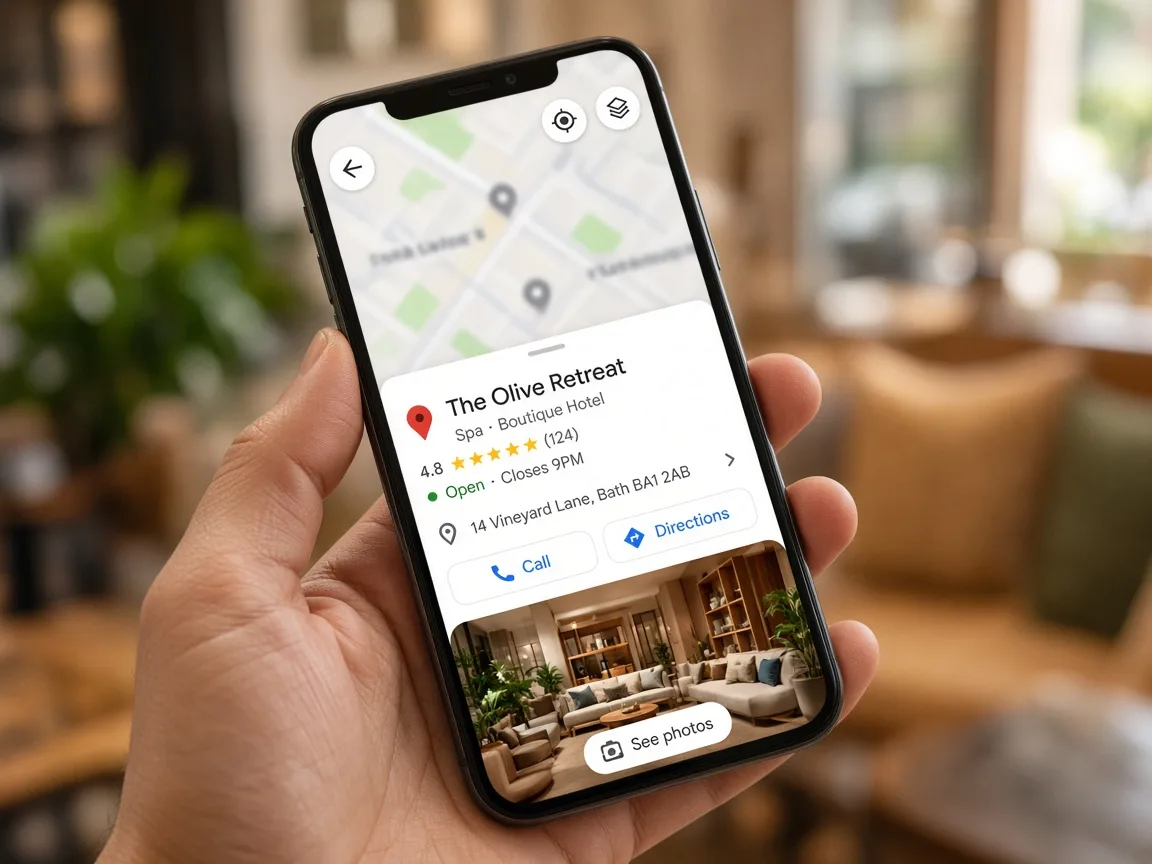 The Olive Retreat
Spa · Boutique Hotel
4.8 (124)
Open · Closes 9PM
14 Vineyard Lane, Bath BA1 2AB
Call
Directions
See photos